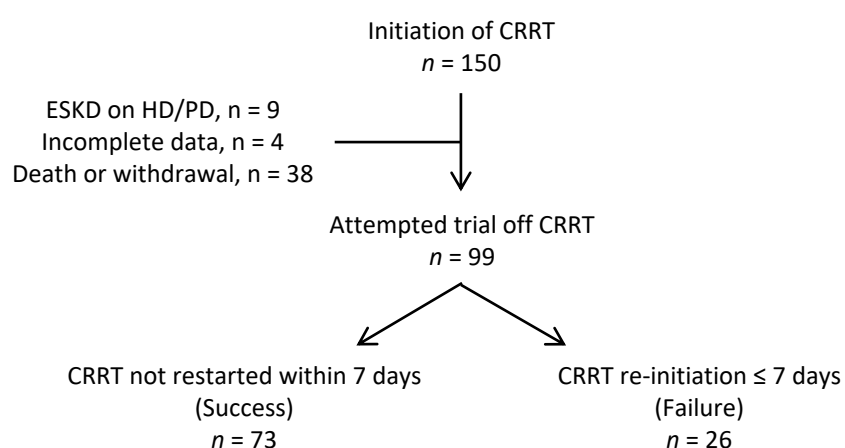 Initiation of CRRT
n = 150
ESKD on HD/PD, n = 9
Incomplete data, n = 4
Death or withdrawal, n = 38
Attempted trial off CRRT
n = 99
CRRT not restarted within 7 days
(Success)
n = 73
CRRT re-initiation ≤ 7 days
(Failure)
n = 26